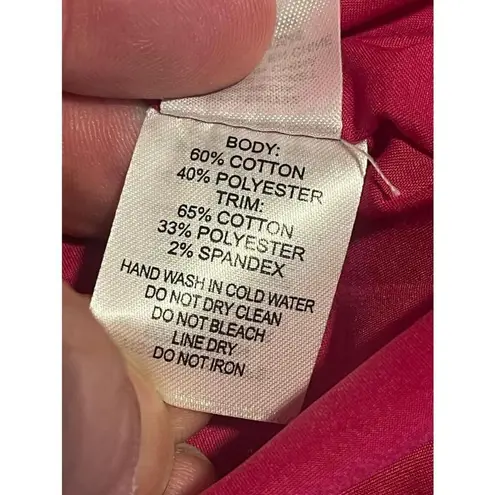 BODY:
60% COTTON
40% POLYESTER
TRIM:
65% COTTON
33% POLYESTER
2% SPANDEX
HAND WASH IN COLD WATER
DO NOT DRY CLEAN
DO NOT BLEACH
LINE DRY
DO NOT IRON